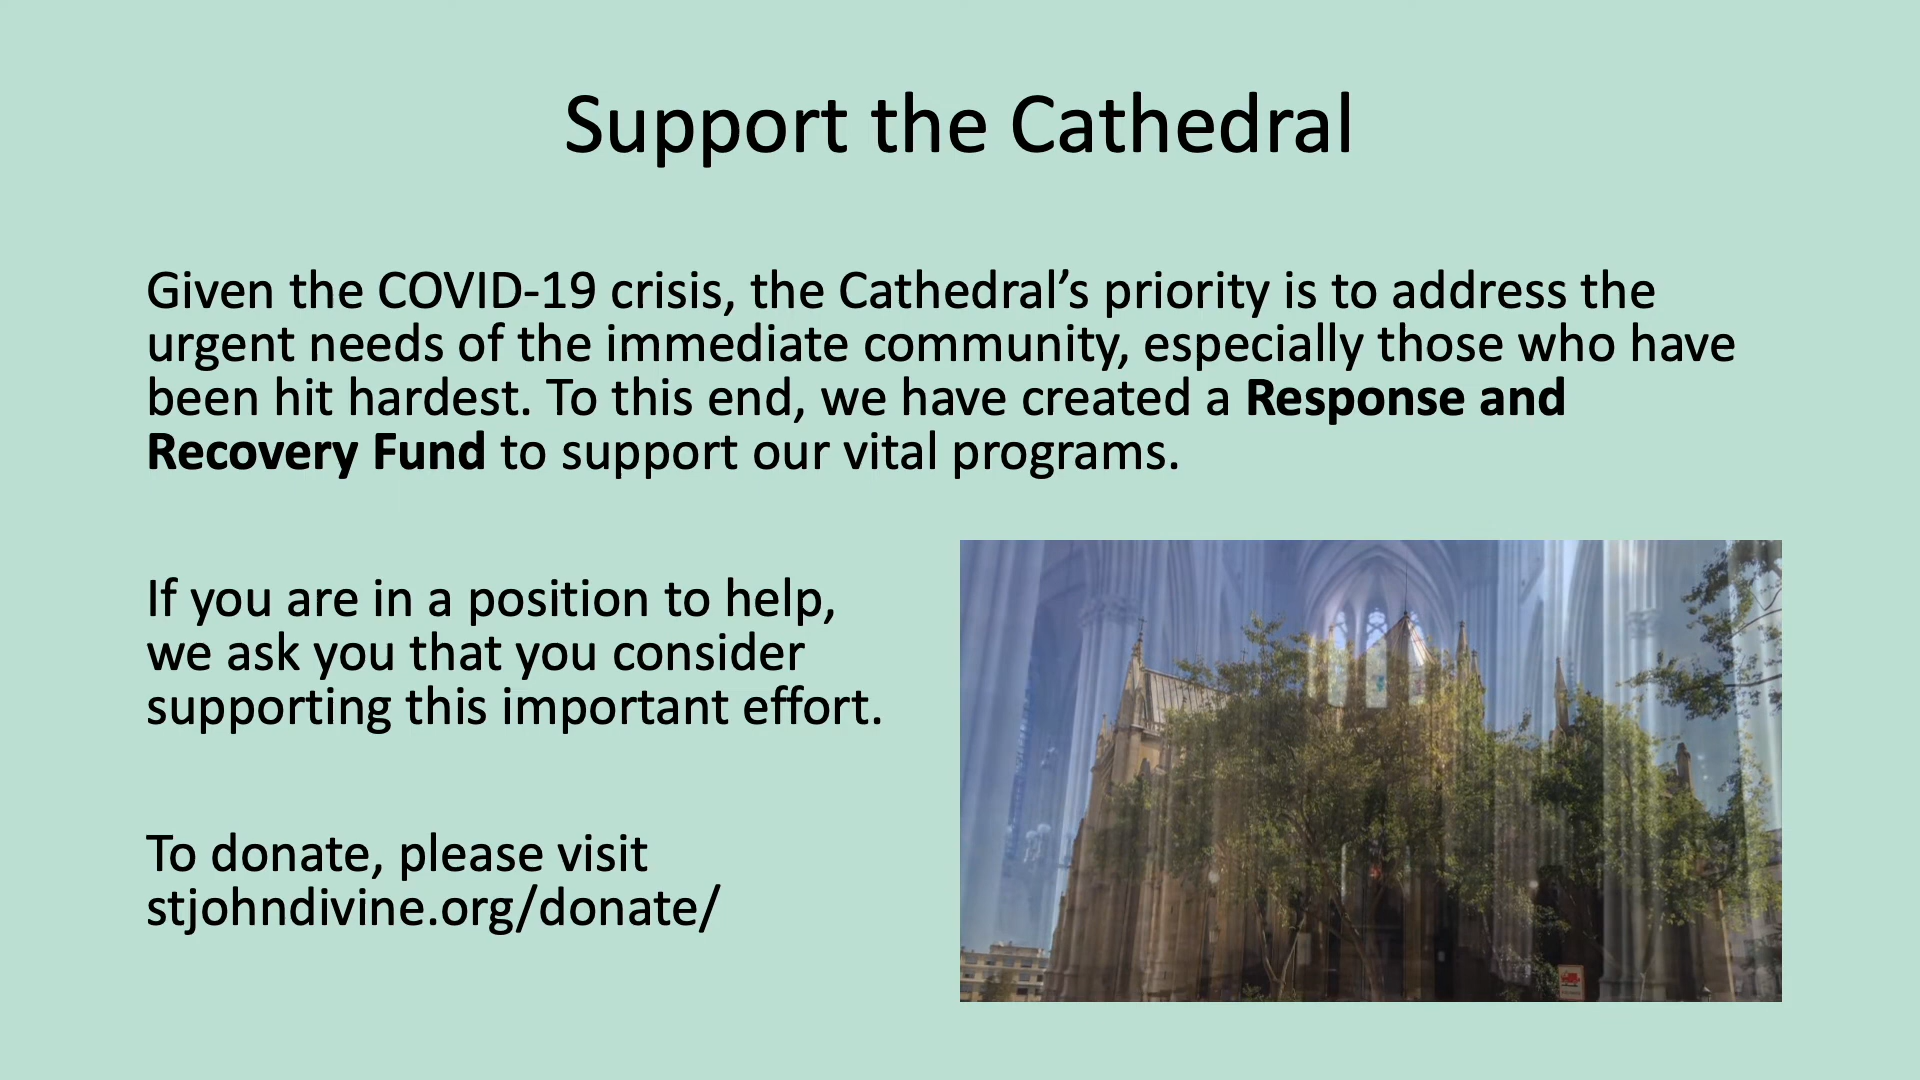 Support the Cathedral
Given the COVID-19 crisis, the Cathedral’s priority is to address the
urgent needs of the immediate community, especially those who have
been hit hardest. To this end, we have created a Response and
Recovery Fund to support our vital programs.
If you are in a position to help,
we ask you that you consider
supporting this important effort.
To donate, please visit
stjohndivine.org/donate/